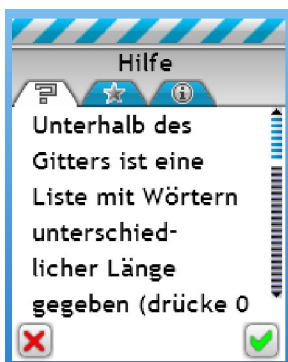 Hilfe
Unterhalb des
Gitters ist eine
Liste mit Wörtern
unterschied-
licher Länge
gegeben (drücke 0